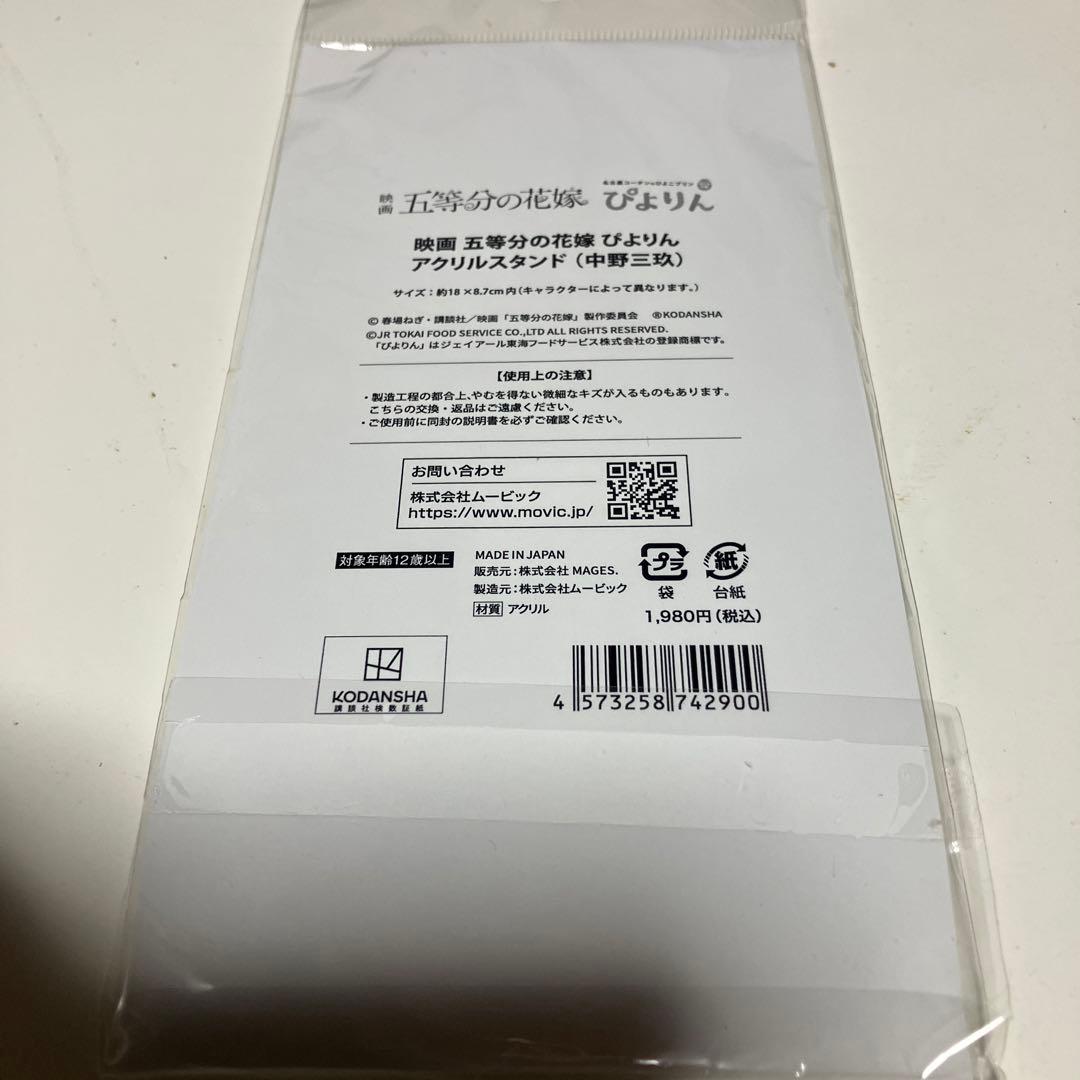 映画 五等分の花嫁 名古屋コーチン®ひよこプリン ぴよりん
映画 五等分の花嫁 ぴよりん
アクリルスタンド（中野三玖）
サイズ：約18×8.7cm内（キャラクターによって異なります。）
© 春場ねぎ・講談社／映画「五等分の花嫁」製作委員会 ®KODANSHA
©JR TOKAI FOOD SERVICE CO.,LTD ALL RIGHTS RESERVED.
「ぴよりん」はジェイアール東海フードサービス株式会社の登録商標です。
【使用上の注意】
・製造工程の都合上、やむを得ない微細なキズが入るものもあります。
こちらの交換・返品はご遠慮ください。
・ご使用前に同封の説明書を必ずご確認ください。
お問い合わせ
株式会社ムービック
https://www.movic.jp/
対象年齢12歳以上
MADE IN JAPAN
販売元：株式会社 MAGES.
製造元：株式会社ムービック
材質 アクリル
プラ 紙
袋 台紙
1,980円（税込）
KODANSHA
講談社検数証紙
4 573258 742900